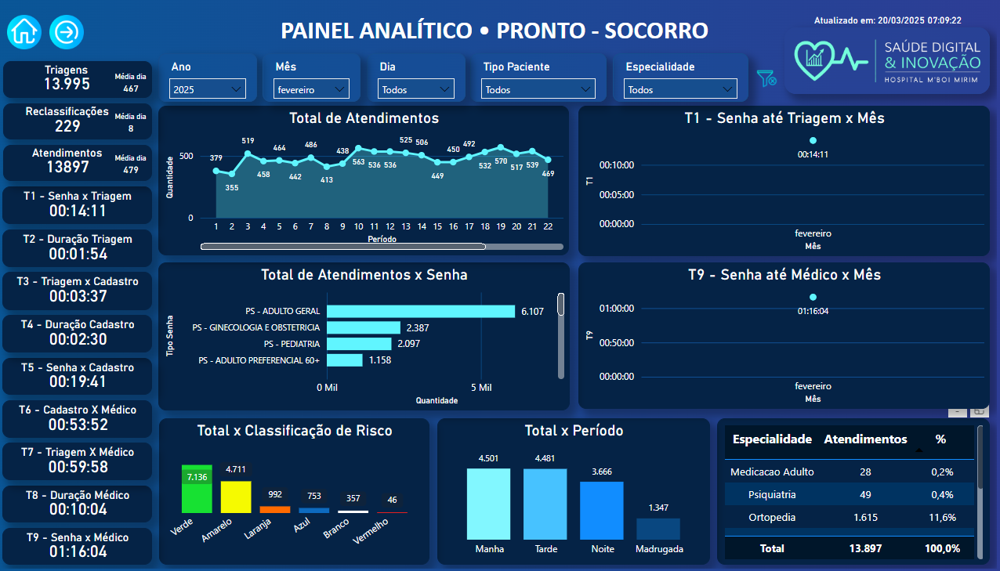 PAINEL ANALÍTICO • PRONTO - SOCORRO
Atualizado em: 20/03/2025 07:09:22
SAÚDE DIGITAL
& INOVAÇÃO
HOSPITAL M'BOI MIRIM
Triagens
13.995
Média dia
467
Reclassificações
229
Média dia
8
Atendimentos
13897
Média dia
479
T1 - Senha x Triagem
00:14:11
T2 - Duração Triagem
00:01:54
T3 - Triagem x Cadastro
00:03:37
T4 - Duração Cadastro
00:02:30
T5 - Senha x Cadastro
00:19:41
T6 - Cadastro X Médico
00:53:52
T7 - Triagem X Médico
00:59:58
T8 - Duração Médico
00:10:04
T9 - Senha x Médico
01:16:04
Ano
2025
Mês
fevereiro
Dia
Todos
Tipo Paciente
Todos
Especialidade
Todos
Total de Atendimentos
Quantidade
500
0
379 355 519 458 464 442 486 413 438 563 536 536 525 506 449 450 492 532 570 517 539 469
1 2 3 4 5 6 7 8 9 10 11 12 13 14 15 16 17 18 19 20 21 22
Período
T1 - Senha até Triagem x Mês
00:14:11
T1
00:10:00
00:05:00
00:00:00
fevereiro
Mês
Total de Atendimentos x Senha
Tipo Senha
PS - ADULTO GERAL 6.107
PS - GINECOLOGIA E OBSTETRICIA 2.387
PS - PEDIATRIA 2.097
PS - ADULTO PREFERENCIAL 60+ 1.158
0 Mil 5 Mil
Quantidade
T9 - Senha até Médico x Mês
01:16:04
T9
01:00:00
00:50:00
00:00:00
fevereiro
Mês
Total x Classificação de Risco
7.136 4.711 992 753 357 46
Verde Amarelo Laranja Azul Branco Vermelho
Total x Período
4.501 4.481 3.666 1.347
Manha Tarde Noite Madrugada
Especialidade Atendimentos %
Medicacao Adulto 28 0,2%
Psiquiatria 49 0,4%
Ortopedia 1.615 11,6%
Total 13.897 100,0%